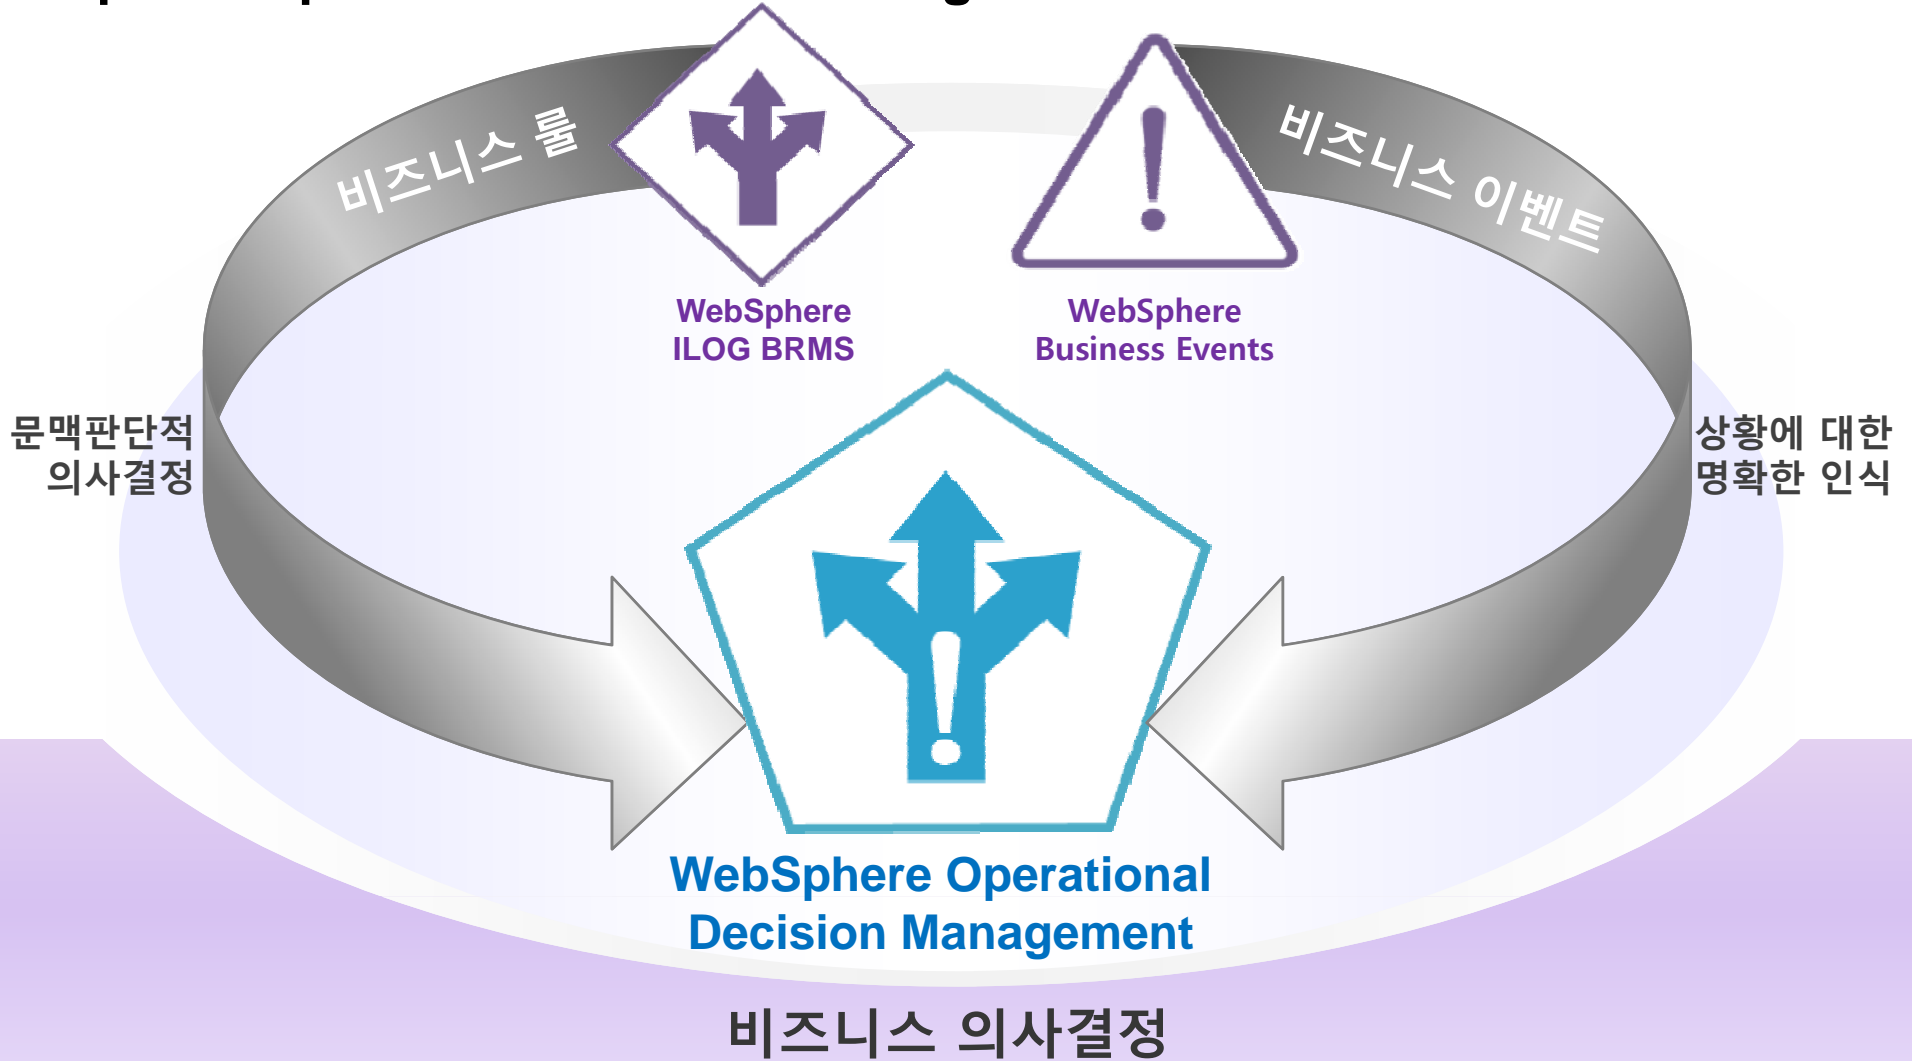 비즈니스 룰
비즈니스 이벤트
WebSphere
ILOG BRMS
WebSphere
Business Events
문맥판단적
의사결정
상황에 대한
명확한 인식
WebSphere Operational
Decision Management
비즈니스 의사결정